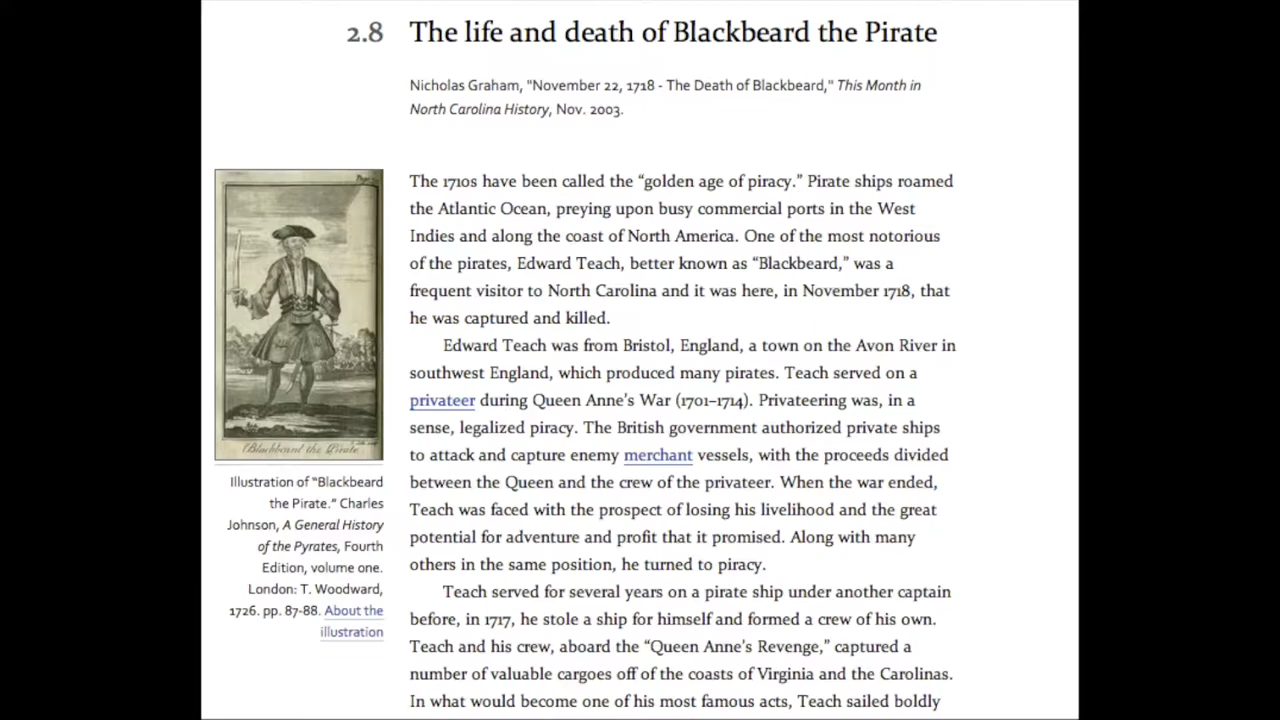 2.8 The life and death of Blackbeard the Pirate
Nicholas Graham, "November 22, 1718 - The Death of Blackbeard," This Month in
North Carolina History, Nov. 2003.
Blackbeard the Pirate
Illustration of “Blackbeard
the Pirate.” Charles
Johnson, A General History
of the Pyrates, Fourth
Edition, volume one.
London: T. Woodward,
1726. pp. 87-88. About the
illustration
The 1710s have been called the “golden age of piracy.” Pirate ships roamed
the Atlantic Ocean, preying upon busy commercial ports in the West
Indies and along the coast of North America. One of the most notorious
of the pirates, Edward Teach, better known as “Blackbeard,” was a
frequent visitor to North Carolina and it was here, in November 1718, that
he was captured and killed.
Edward Teach was from Bristol, England, a town on the Avon River in
southwest England, which produced many pirates. Teach served on a
privateer during Queen Anne’s War (1701–1714). Privateering was, in a
sense, legalized piracy. The British government authorized private ships
to attack and capture enemy merchant vessels, with the proceeds divided
between the Queen and the crew of the privateer. When the war ended,
Teach was faced with the prospect of losing his livelihood and the great
potential for adventure and profit that it promised. Along with many
others in the same position, he turned to piracy.
Teach served for several years on a pirate ship under another captain
before, in 1717, he stole a ship for himself and formed a crew of his own.
Teach and his crew, aboard the “Queen Anne’s Revenge,” captured a
number of valuable cargoes off of the coasts of Virginia and the Carolinas.
In what would become one of his most famous acts, Teach sailed boldly